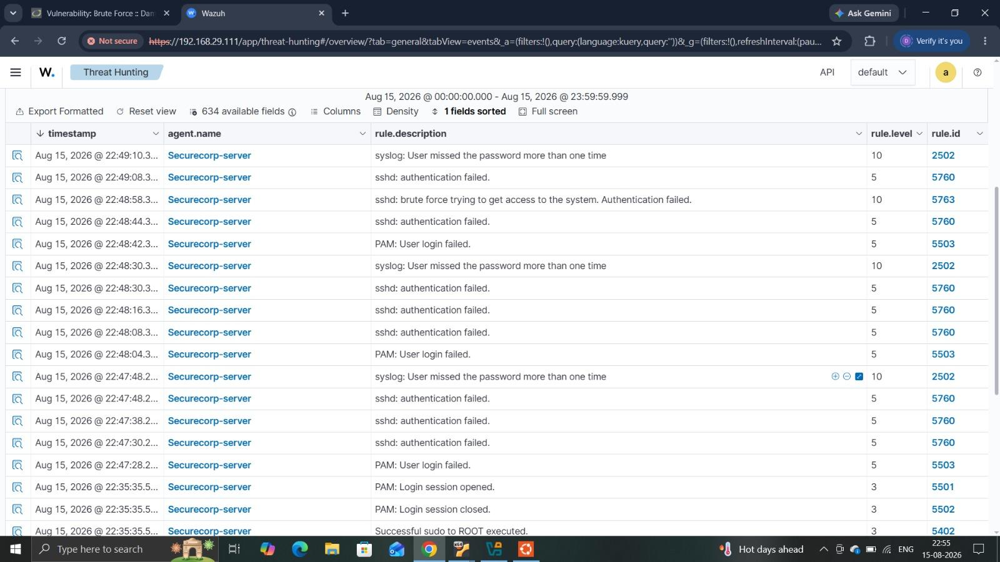 Vulnerability: Brute Force :: Dan
Wazuh
Ask Gemini
Not secure
https://192.168.29.111/app/threat-hunting#/overview/?tab=general&tabView=events&_a=(filters:!(),query:(language:kuery,query:''))&_g=(filters:!(),refreshInterval:(pau...
Verify it's you
W.
Threat Hunting
API
default
a
Aug 15, 2026 @ 00:00:00.000 - Aug 15, 2026 @ 23:59:59.999
Export Formatted Reset view 634 available fields Columns Density 1 fields sorted Full screen
timestamp agent.name rule.description rule.level rule.id
Aug 15, 2026 @ 22:49:10.3... Securecorp-server syslog: User missed the password more than one time 10 2502
Aug 15, 2026 @ 22:49:08.3... Securecorp-server sshd: authentication failed. 5 5760
Aug 15, 2026 @ 22:48:58.3... Securecorp-server sshd: brute force trying to get access to the system. Authentication failed. 10 5763
Aug 15, 2026 @ 22:48:44.3... Securecorp-server sshd: authentication failed. 5 5760
Aug 15, 2026 @ 22:48:42.3... Securecorp-server PAM: User login failed. 5 5503
Aug 15, 2026 @ 22:48:30.3... Securecorp-server syslog: User missed the password more than one time 10 2502
Aug 15, 2026 @ 22:48:30.3... Securecorp-server sshd: authentication failed. 5 5760
Aug 15, 2026 @ 22:48:16.3... Securecorp-server sshd: authentication failed. 5 5760
Aug 15, 2026 @ 22:48:08.3... Securecorp-server sshd: authentication failed. 5 5760
Aug 15, 2026 @ 22:48:04.3... Securecorp-server PAM: User login failed. 5 5503
Aug 15, 2026 @ 22:47:48.2... Securecorp-server syslog: User missed the password more than one time 10 2502
Aug 15, 2026 @ 22:47:48.2... Securecorp-server sshd: authentication failed. 5 5760
Aug 15, 2026 @ 22:47:38.2... Securecorp-server sshd: authentication failed. 5 5760
Aug 15, 2026 @ 22:47:30.2... Securecorp-server sshd: authentication failed. 5 5760
Aug 15, 2026 @ 22:47:28.2... Securecorp-server PAM: User login failed. 5 5503
Aug 15, 2026 @ 22:35:35.5... Securecorp-server PAM: Login session opened. 3 5501
Aug 15, 2026 @ 22:35:35.5... Securecorp-server PAM: Login session closed. 3 5502
Aug 15, 2026 @ 22:35:35.5... Securecorp-server Successful sudo to ROOT executed. 3 5402
Type here to search
Hot days ahead
ENG
22:55
15-08-2026